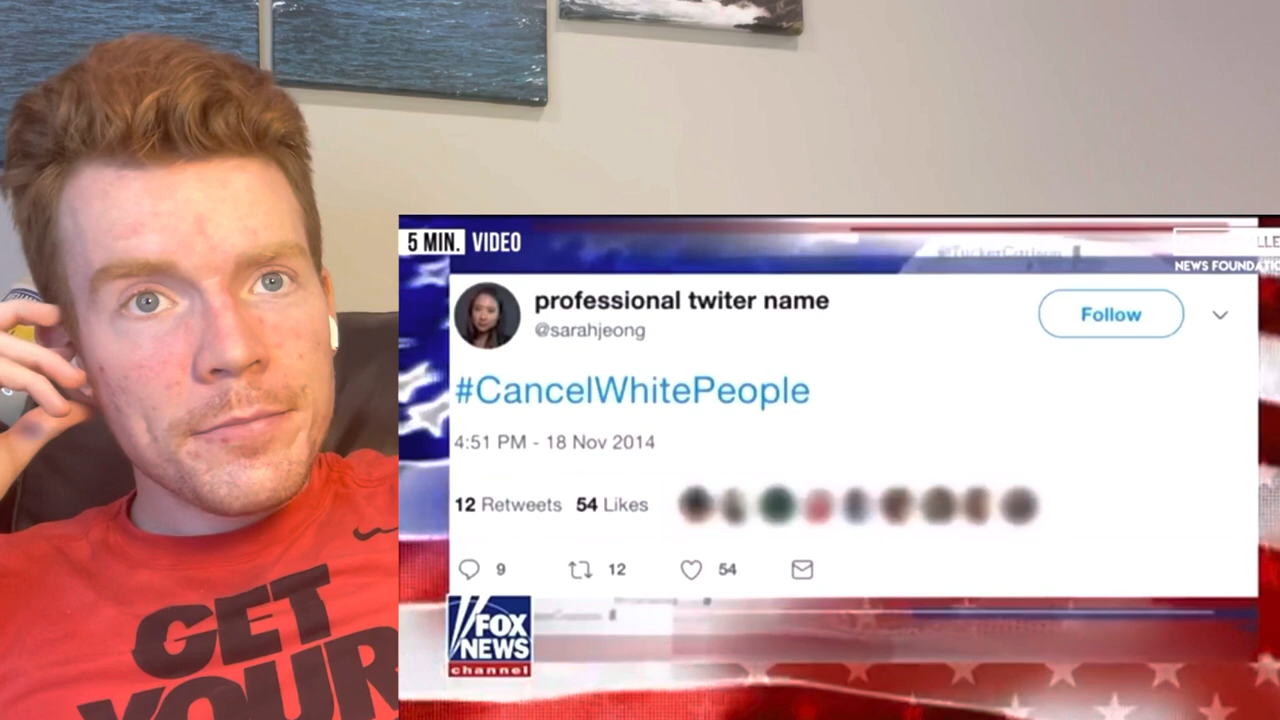 5 MIN. VIDEO
@TuckerCarlson
NEWS FOUNDATIO
professional twiter name
@sarahjeong
Follow
#CancelWhitePeople
4:51 PM - 18 Nov 2014
12 Retweets 54 Likes
9 12 54
FOX
NEWS
channel
GET
YOUR